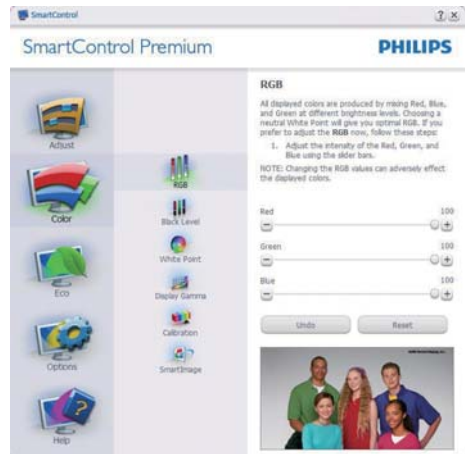 SmartControl
SmartControl Premium
PHILIPS
Adjust
Color
Eco
Options
Help
RGB
Black Level
White Point
Display Gamma
Calibration
SmartImage
RGB
All displayed colors are produced by mixing Red, Blue,
and Green at different brightness levels. Choosing a
neutral White Point will give you optimal RGB. If you
prefer to adjust the RGB now, follow these steps:
1. Adjust the intensity of the Red, Green, and
Blue using the slider bars.
NOTE: Changing the RGB values can adversely effect
the displayed colors.
Red 100
Green 100
Blue 100
Undo Reset